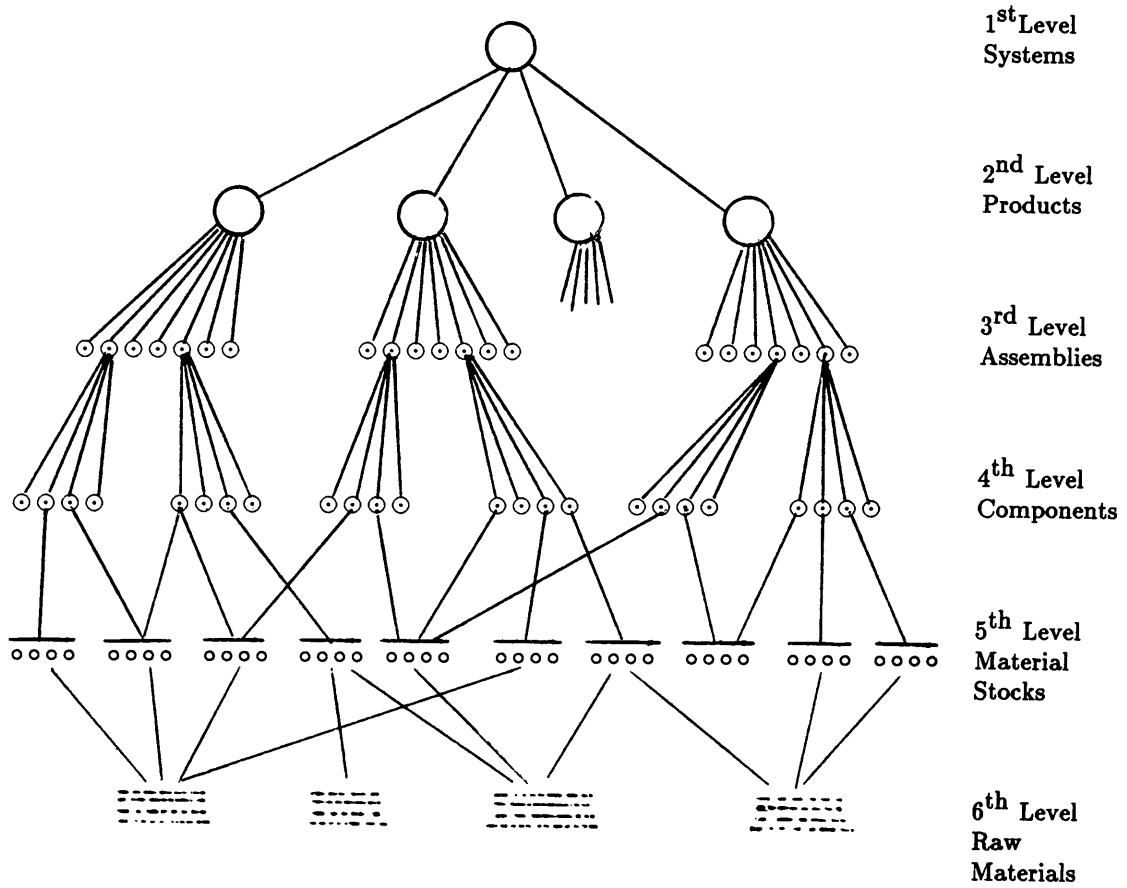 1st Level
Systems
2nd Level
Products
3rd Level
Assemblies
4th Level
Components
5th Level
Material
Stocks
6th Level
Raw
Materials